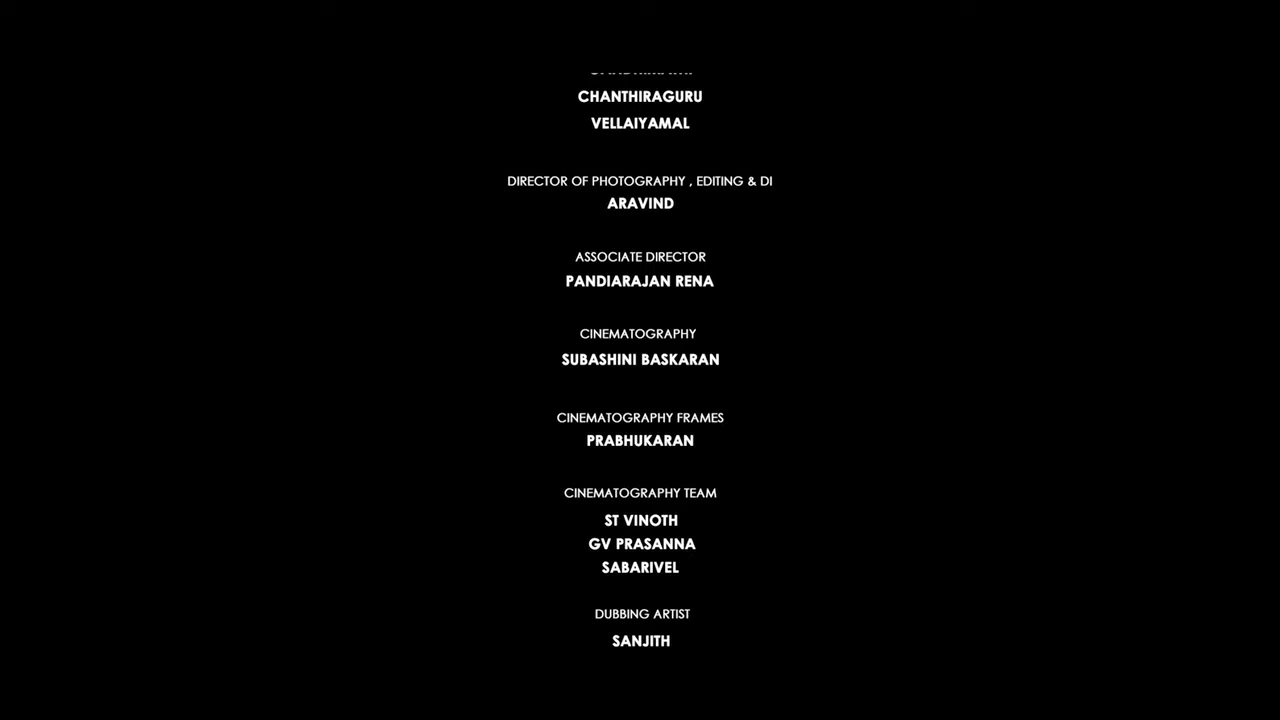 CHANTHIRAGURU
VELLAIYAMAL
DIRECTOR OF PHOTOGRAPHY , EDITING & DI
ARAVIND
ASSOCIATE DIRECTOR
PANDIARAJAN RENA
CINEMATOGRAPHY
SUBASHINI BASKARAN
CINEMATOGRAPHY FRAMES
PRABHUKARAN
CINEMATOGRAPHY TEAM
ST VINOTH
GV PRASANNA
SABARIVEL
DUBBING ARTIST
SANJITH